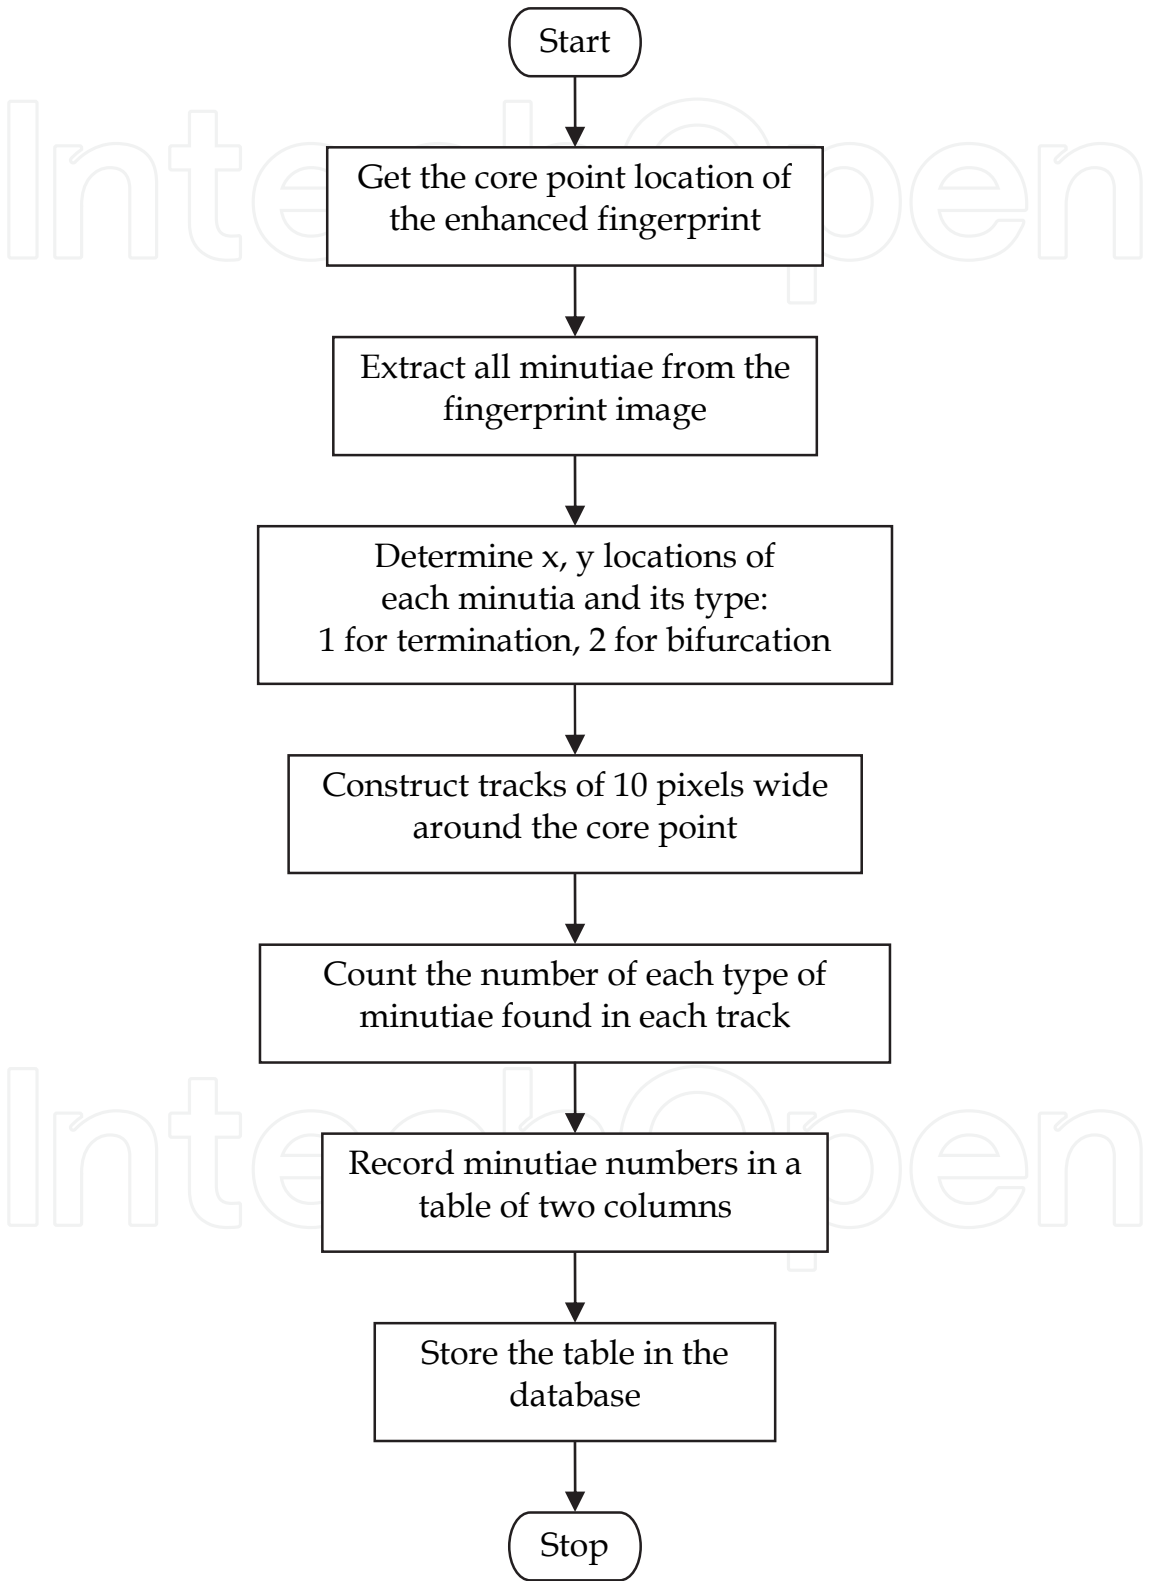 Start
IntechOpen
Get the core point location of
the enhanced fingerprint
Extract all minutiae from the
fingerprint image
Determine x, y locations of
each minutia and its type:
1 for termination, 2 for bifurcation
Construct tracks of 10 pixels wide
around the core point
Count the number of each type of
minutiae found in each track
IntechOpen
Record minutiae numbers in a
table of two columns
Store the table in the
database
Stop